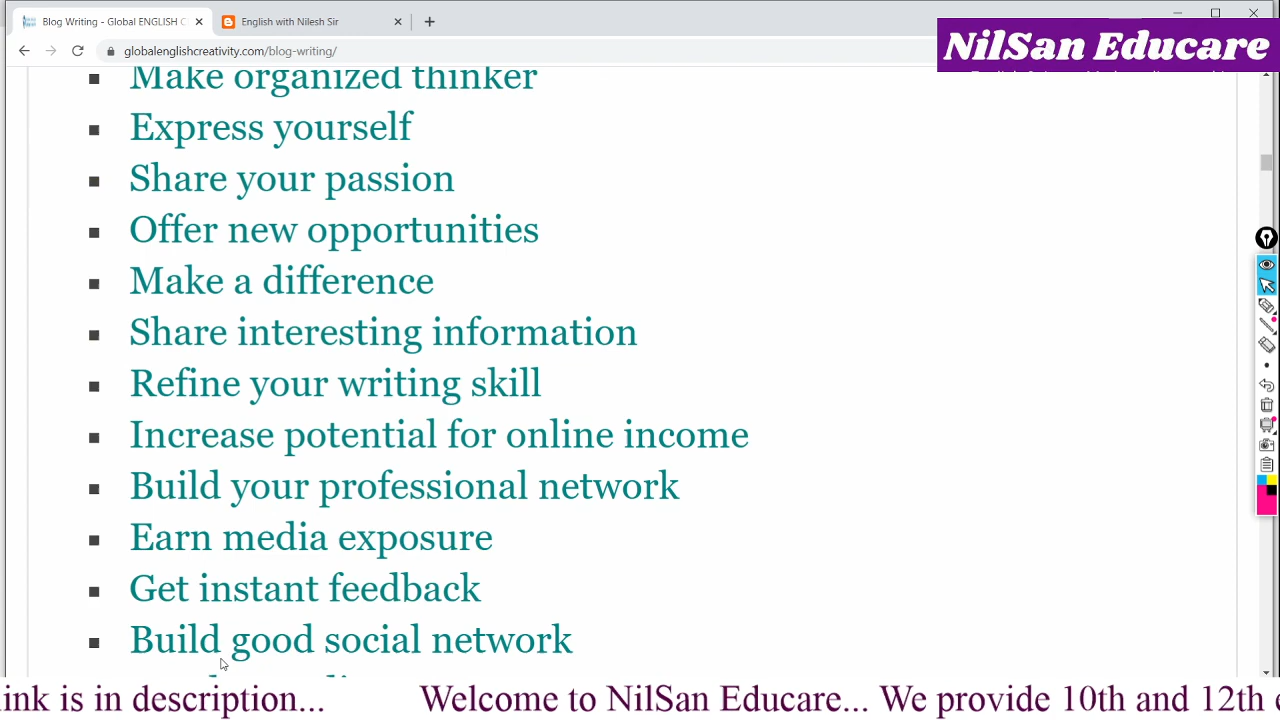 Blog Writing - Global ENGLISH C
English with Nilesh Sir
globalenglishcreativity.com/blog-writing/
NilSan Educare
Make organized thinker
Express yourself
Share your passion
Offer new opportunities
Make a difference
Share interesting information
Refine your writing skill
Increase potential for online income
Build your professional network
Earn media exposure
Get instant feedback
Build good social network
ink is in description... Welcome to NilSan Educare... We provide 10th and 12th